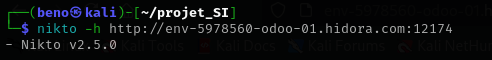 ┌──(beno㉿kali)-[~/projet_SI]
└─$ nikto -h http://env-5978560-odoo-01.hidora.com:12174
- Nikto v2.5.0